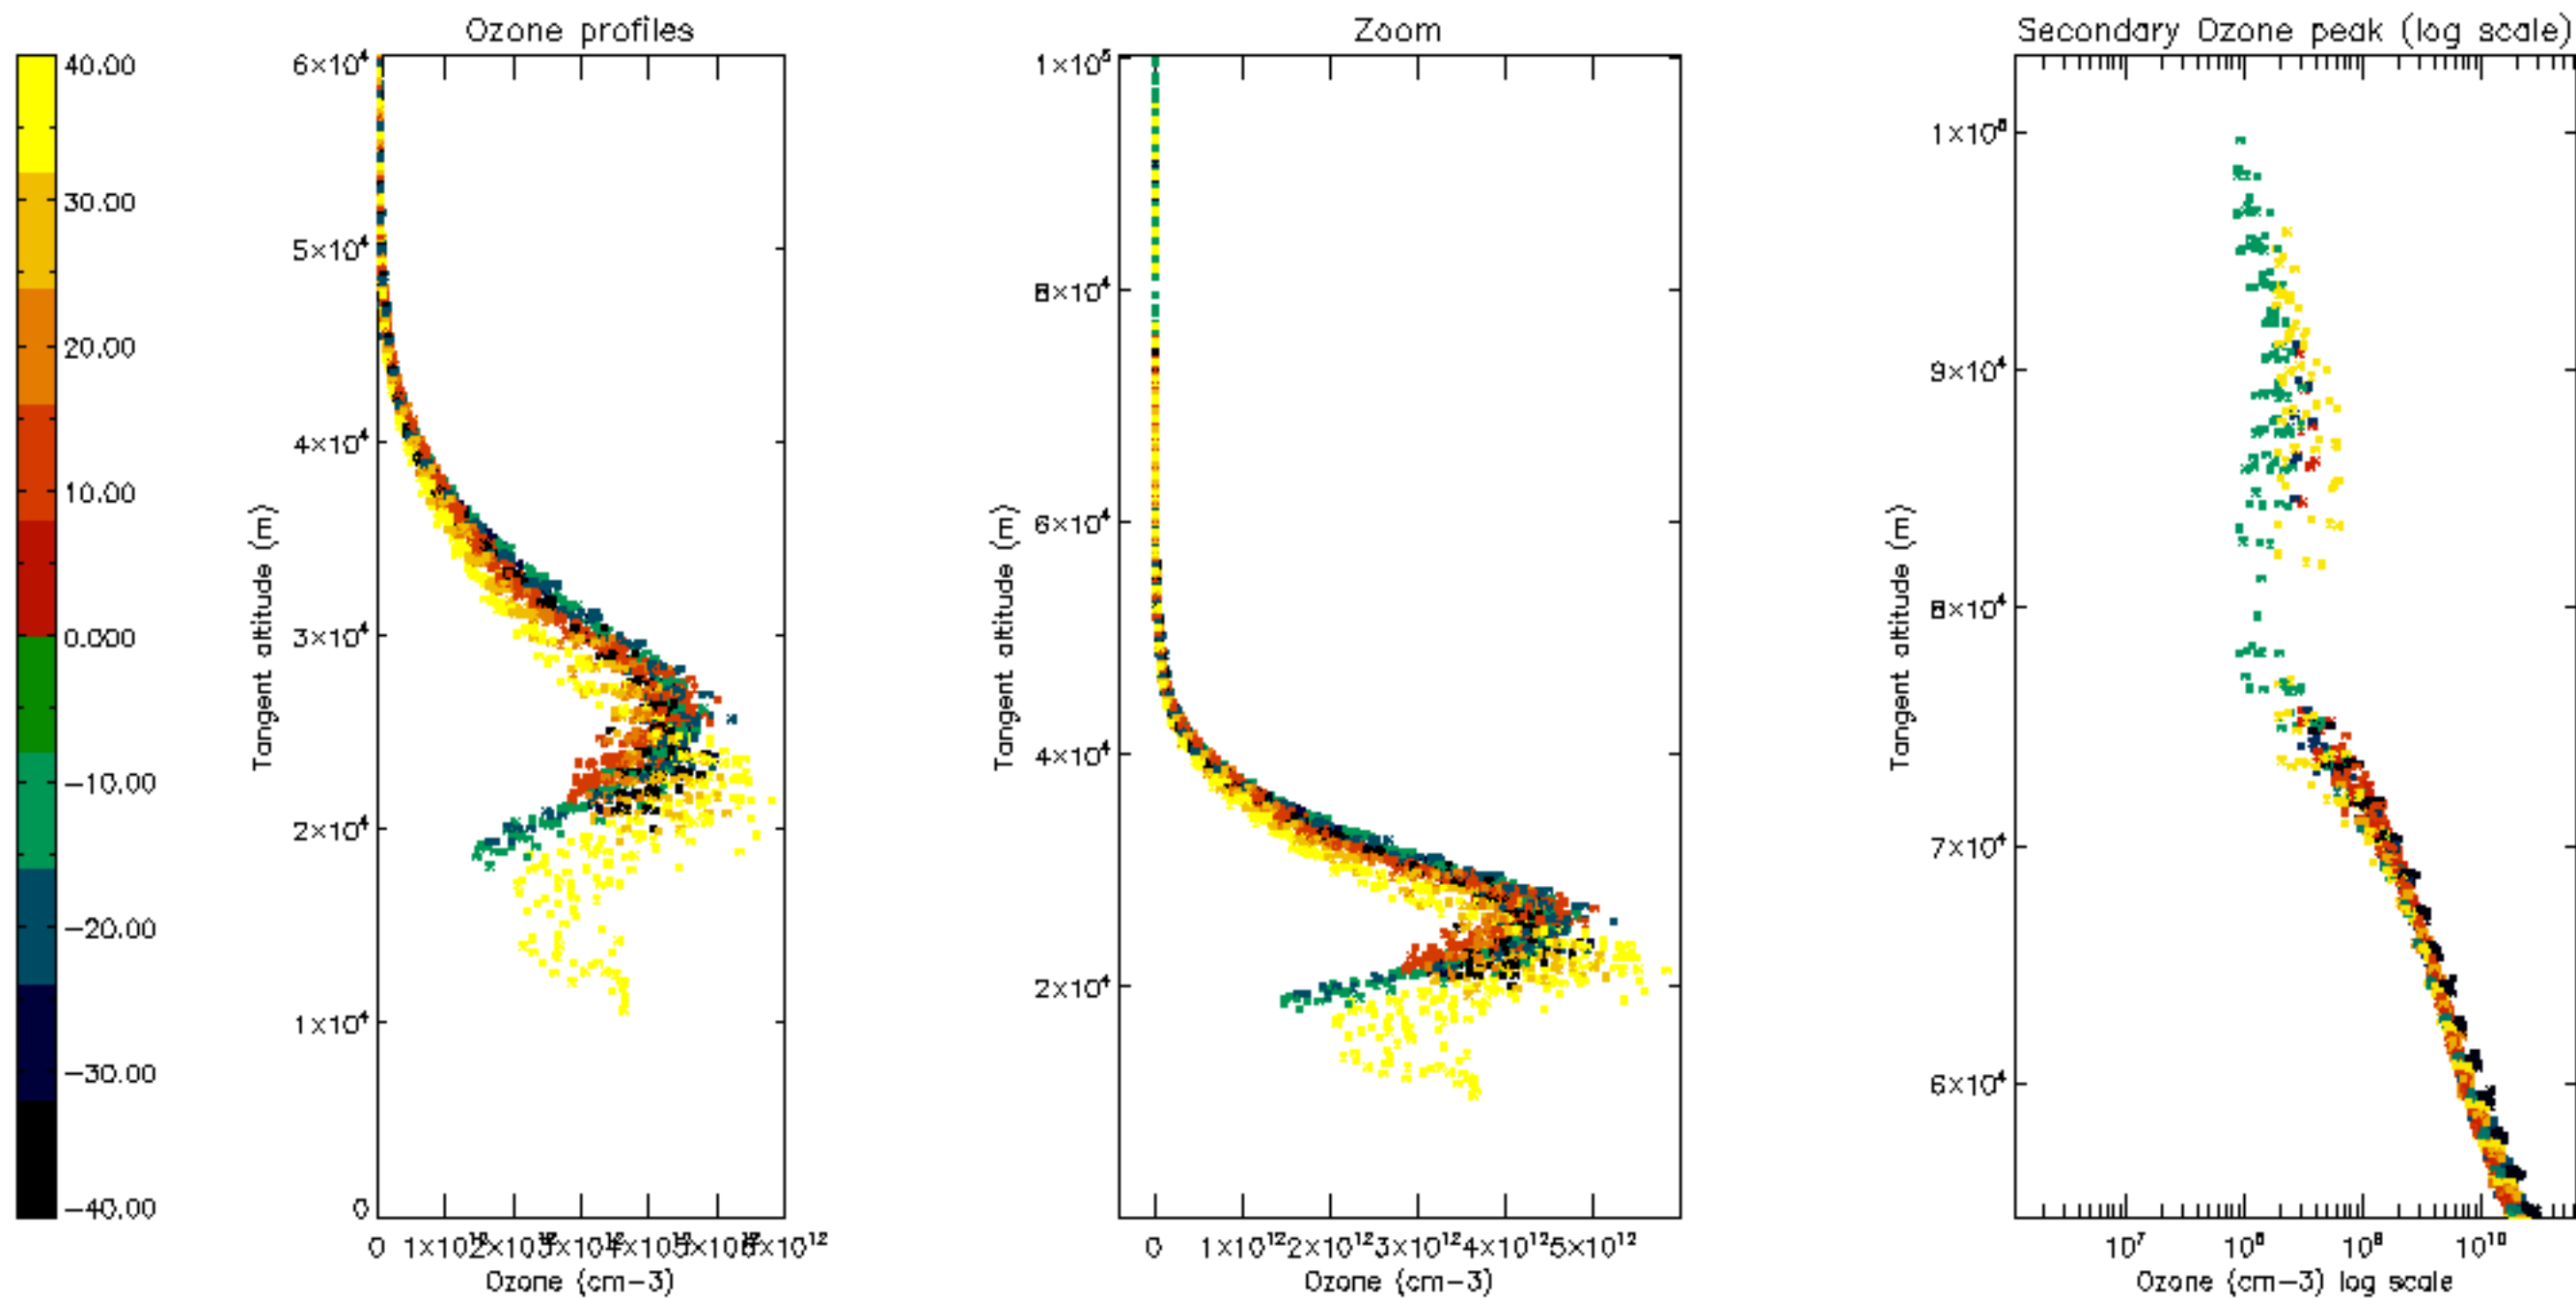 Ozone profiles
Zoom
Secondary Ozone peak (log scale)
40.00
30.00
20.00
10.00
−10.00
−20.00
−30.00
−40.00
6×10⁴
5×10⁴
4×10⁴
3×10⁴
2×10⁴
1×10⁴
0
Tangent altitude (m)
0
Ozone (cm−3)
1×10⁵
8×10⁴
6×10⁴
4×10⁴
2×10⁴
Tangent altitude (m)
0 1×10¹² 2×10¹² 3×10¹² 4×10¹² 5×10¹²
Ozone (cm−3)
9×10⁴
8×10⁴
7×10⁴
6×10⁴
Tangent altitude (m)
10⁷ 10⁸ 10⁹ 10¹⁰
Ozone (cm−3) log scale